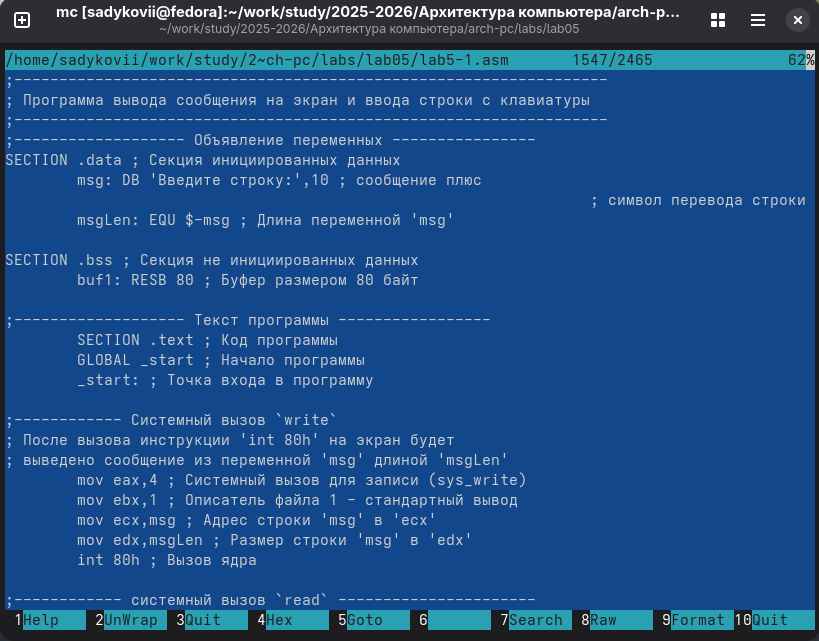 mc [sadykovii@fedora]:~/work/study/2025-2026/Архитектура компьютера/arch-p...
~/work/study/2025-2026/Архитектура компьютера/arch-pc/labs/lab05
/home/sadykovii/work/study/2~ch-pc/labs/lab05/lab5-1.asm 1547/2465 62%
;------------------------------------------------------------------
; Программа вывода сообщения на экран и ввода строки с клавиатуры
;------------------------------------------------------------------
;------------------- Объявление переменных ----------------
SECTION .data ; Секция инициированных данных
msg: DB 'Введите строку:',10 ; сообщение плюс
; символ перевода строки
msgLen: EQU $-msg ; Длина переменной 'msg'
SECTION .bss ; Секция не инициированных данных
buf1: RESB 80 ; Буфер размером 80 байт
;------------------- Текст программы -----------------
SECTION .text ; Код программы
GLOBAL _start ; Начало программы
_start: ; Точка входа в программу
;------------ Системный вызов `write`
; После вызова инструкции 'int 80h' на экран будет
; выведено сообщение из переменной 'msg' длиной 'msgLen'
mov eax,4 ; Системный вызов для записи (sys_write)
mov ebx,1 ; Описатель файла 1 - стандартный вывод
mov ecx,msg ; Адрес строки 'msg' в 'ecx'
mov edx,msgLen ; Размер строки 'msg' в 'edx'
int 80h ; Вызов ядра
;------------ системный вызов `read` ----------------------
1Help 2UnWrap 3Quit 4Hex 5Goto 6 7Search 8Raw 9Format 10Quit